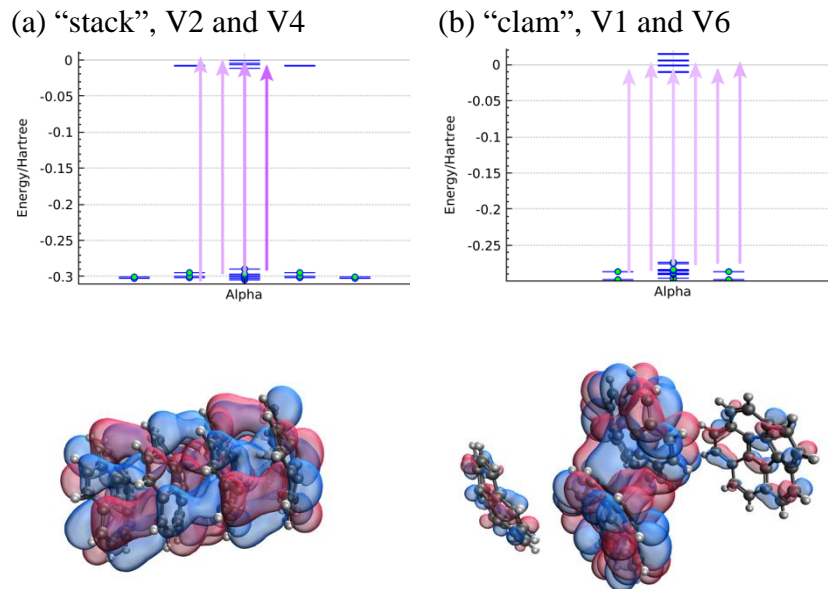 (a) “stack”, V2 and V4
(b) “clam”, V1 and V6
0
-0.05
-0.1
-0.15
-0.2
-0.25
-0.3
Energy/Hartree
Alpha
0
-0.05
-0.1
-0.15
-0.2
-0.25
Energy/Hartree
Alpha